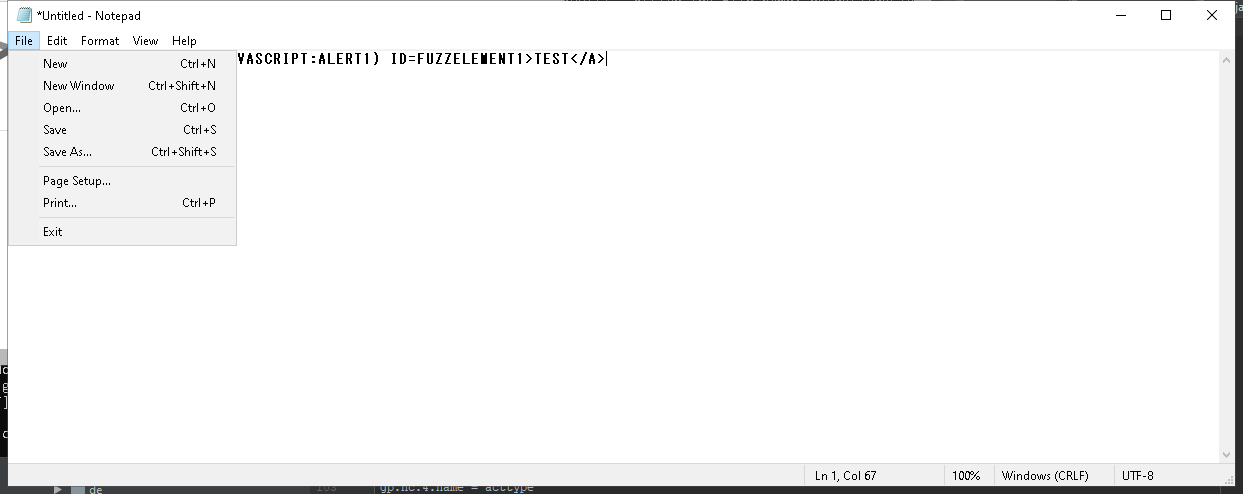 *Untitled - Notepad
File Edit Format View Help
VASCRIPT:ALERT1) ID=FUZZELEMENT1>TEST</A>
New Ctrl+N
New Window Ctrl+Shift+N
Open... Ctrl+O
Save Ctrl+S
Save As... Ctrl+Shift+S
Page Setup...
Print... Ctrl+P
Exit
Ln 1, Col 67 100% Windows (CRLF) UTF-8
de gp.nc.4.name = acttype